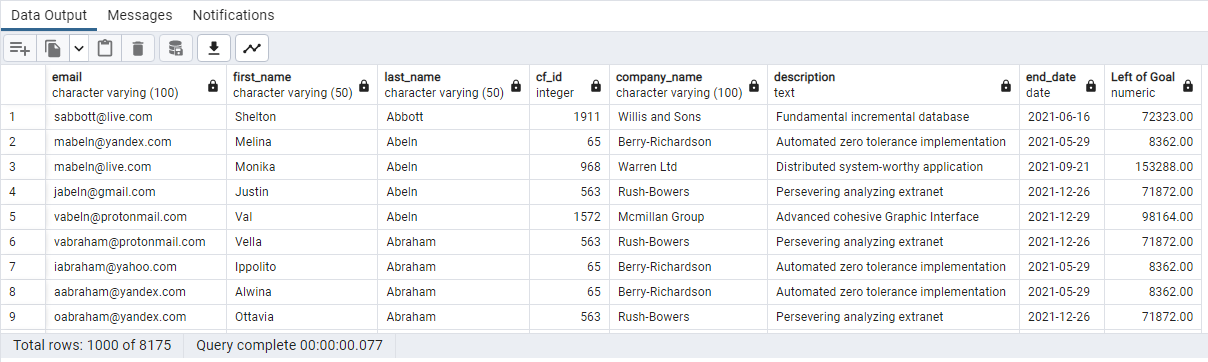 Data Output Messages Notifications
email first_name last_name cf_id company_name description end_date Left of Goal
character varying (100) character varying (50) character varying (50) integer character varying (100) text date numeric
1 sabbott@live.com Shelton Abbott 1911 Willis and Sons Fundamental incremental database 2021-06-16 72323.00
2 mabeln@yandex.com Melina Abeln 65 Berry-Richardson Automated zero tolerance implementation 2021-05-29 8362.00
3 mabeln@live.com Monika Abeln 968 Warren Ltd Distributed system-worthy application 2021-09-21 153288.00
4 jabeln@gmail.com Justin Abeln 563 Rush-Bowers Persevering analyzing extranet 2021-12-26 71872.00
5 vabeln@protonmail.com Val Abeln 1572 Mcmillan Group Advanced cohesive Graphic Interface 2021-12-29 98164.00
6 vabraham@protonmail.com Vella Abraham 563 Rush-Bowers Persevering analyzing extranet 2021-12-26 71872.00
7 iabraham@yahoo.com Ippolito Abraham 65 Berry-Richardson Automated zero tolerance implementation 2021-05-29 8362.00
8 aabraham@yandex.com Alwina Abraham 65 Berry-Richardson Automated zero tolerance implementation 2021-05-29 8362.00
9 oabraham@yandex.com Ottavia Abraham 563 Rush-Bowers Persevering analyzing extranet 2021-12-26 71872.00
Total rows: 1000 of 8175 Query complete 00:00:00.077